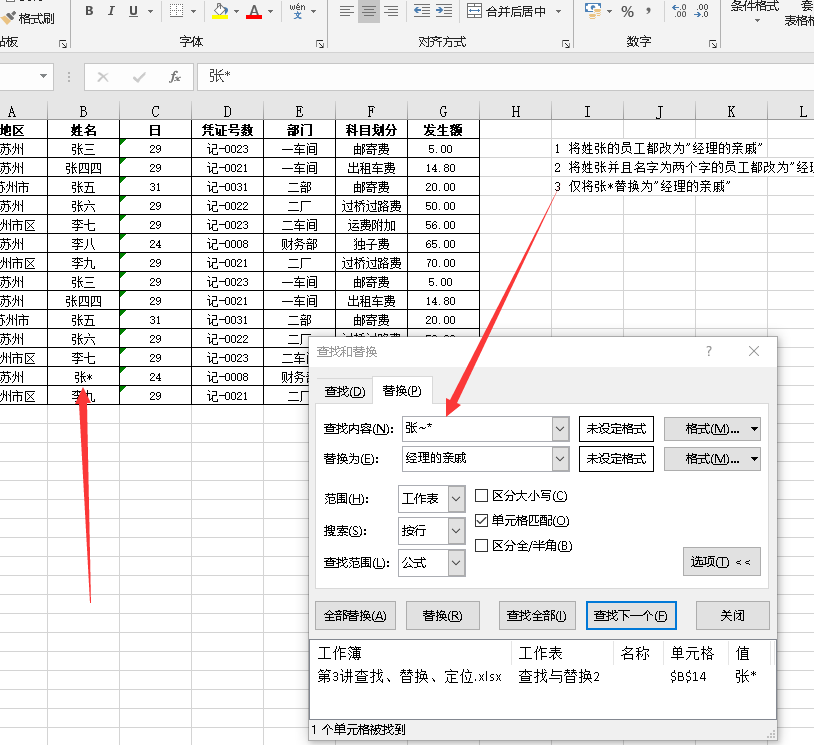 格式刷
B I U A wén 文
合并后居中
% ,
条件格式
套
表格格
贴板
字体
对齐方式
数字
fx 张*
A B C D E F G H I J K L
地区 姓名 日 凭证号数 部门 科目划分 发生额
苏州 张三 29 记-0023 一车间 邮寄费 5.00
苏州 张四四 29 记-0021 一车间 出租车费 14.80
苏州市 张五 31 记-0031 二部 邮寄费 20.00
苏州 张六 29 记-0022 二厂 过桥过路费 50.00
州市区 李七 29 记-0023 二车间 运费附加 56.00
苏州 李八 24 记-0008 财务部 独子费 65.00
州市区 李九 29 记-0021 二厂 过桥过路费 70.00
苏州 张三 29 记-0023 一车间 邮寄费 5.00
苏州 张四四 29 记-0021 一车间 出租车费 14.80
苏州市 张五 31 记-0031 二部 邮寄费 20.00
苏州 张六 29 记-0022 二厂
州市区 李七 29 记-0023 二车间
苏州 张* 24 记-0008 财务部
州市区 李九 29 记-0021 二厂
1 将姓张的员工都改为"经理的亲戚"
2 将姓张并且名字为两个字的员工都改为"经理
3 仅将张*替换为"经理的亲戚"
查找和替换 ?
查找(D) 替换(P)
查找内容(N): 张~* 未设定格式 格式(M)...
替换为(E): 经理的亲戚 未设定格式 格式(M)...
范围(H): 工作表 区分大小写(C)
搜索(S): 按行 单元格匹配(O)
查找范围(L): 公式 区分全/半角(B)
选项(T) <<
全部替换(A) 替换(R) 查找全部(I) 查找下一个(F) 关闭
工作簿 工作表 名称 单元格 值
第3讲查找、替换、定位.xlsx 查找与替换2 $B$14 张*
1 个单元格被找到